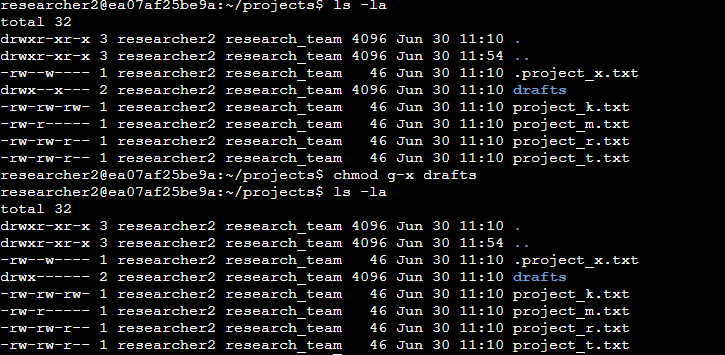 researcher2@ea07af25be9a:~/projects$ ls -la
total 32
drwxr-xr-x 3 researcher2 research_team 4096 Jun 30 11:10 .
drwxr-xr-x 3 researcher2 research_team 4096 Jun 30 11:54 ..
-rw--w---- 1 researcher2 research_team   46 Jun 30 11:10 .project_x.txt
drwx--x--- 2 researcher2 research_team 4096 Jun 30 11:10 drafts
-rw-rw-rw- 1 researcher2 research_team   46 Jun 30 11:10 project_k.txt
-rw-r----- 1 researcher2 research_team   46 Jun 30 11:10 project_m.txt
-rw-rw-r-- 1 researcher2 research_team   46 Jun 30 11:10 project_r.txt
-rw-rw-r-- 1 researcher2 research_team   46 Jun 30 11:10 project_t.txt
researcher2@ea07af25be9a:~/projects$ chmod g-x drafts
researcher2@ea07af25be9a:~/projects$ ls -la
total 32
drwxr-xr-x 3 researcher2 research_team 4096 Jun 30 11:10 .
drwxr-xr-x 3 researcher2 research_team 4096 Jun 30 11:54 ..
-rw--w---- 1 researcher2 research_team   46 Jun 30 11:10 .project_x.txt
drwx------ 2 researcher2 research_team 4096 Jun 30 11:10 drafts
-rw-rw-rw- 1 researcher2 research_team   46 Jun 30 11:10 project_k.txt
-rw-r----- 1 researcher2 research_team   46 Jun 30 11:10 project_m.txt
-rw-rw-r-- 1 researcher2 research_team   46 Jun 30 11:10 project_r.txt
-rw-rw-r-- 1 researcher2 research_team   46 Jun 30 11:10 project_t.txt